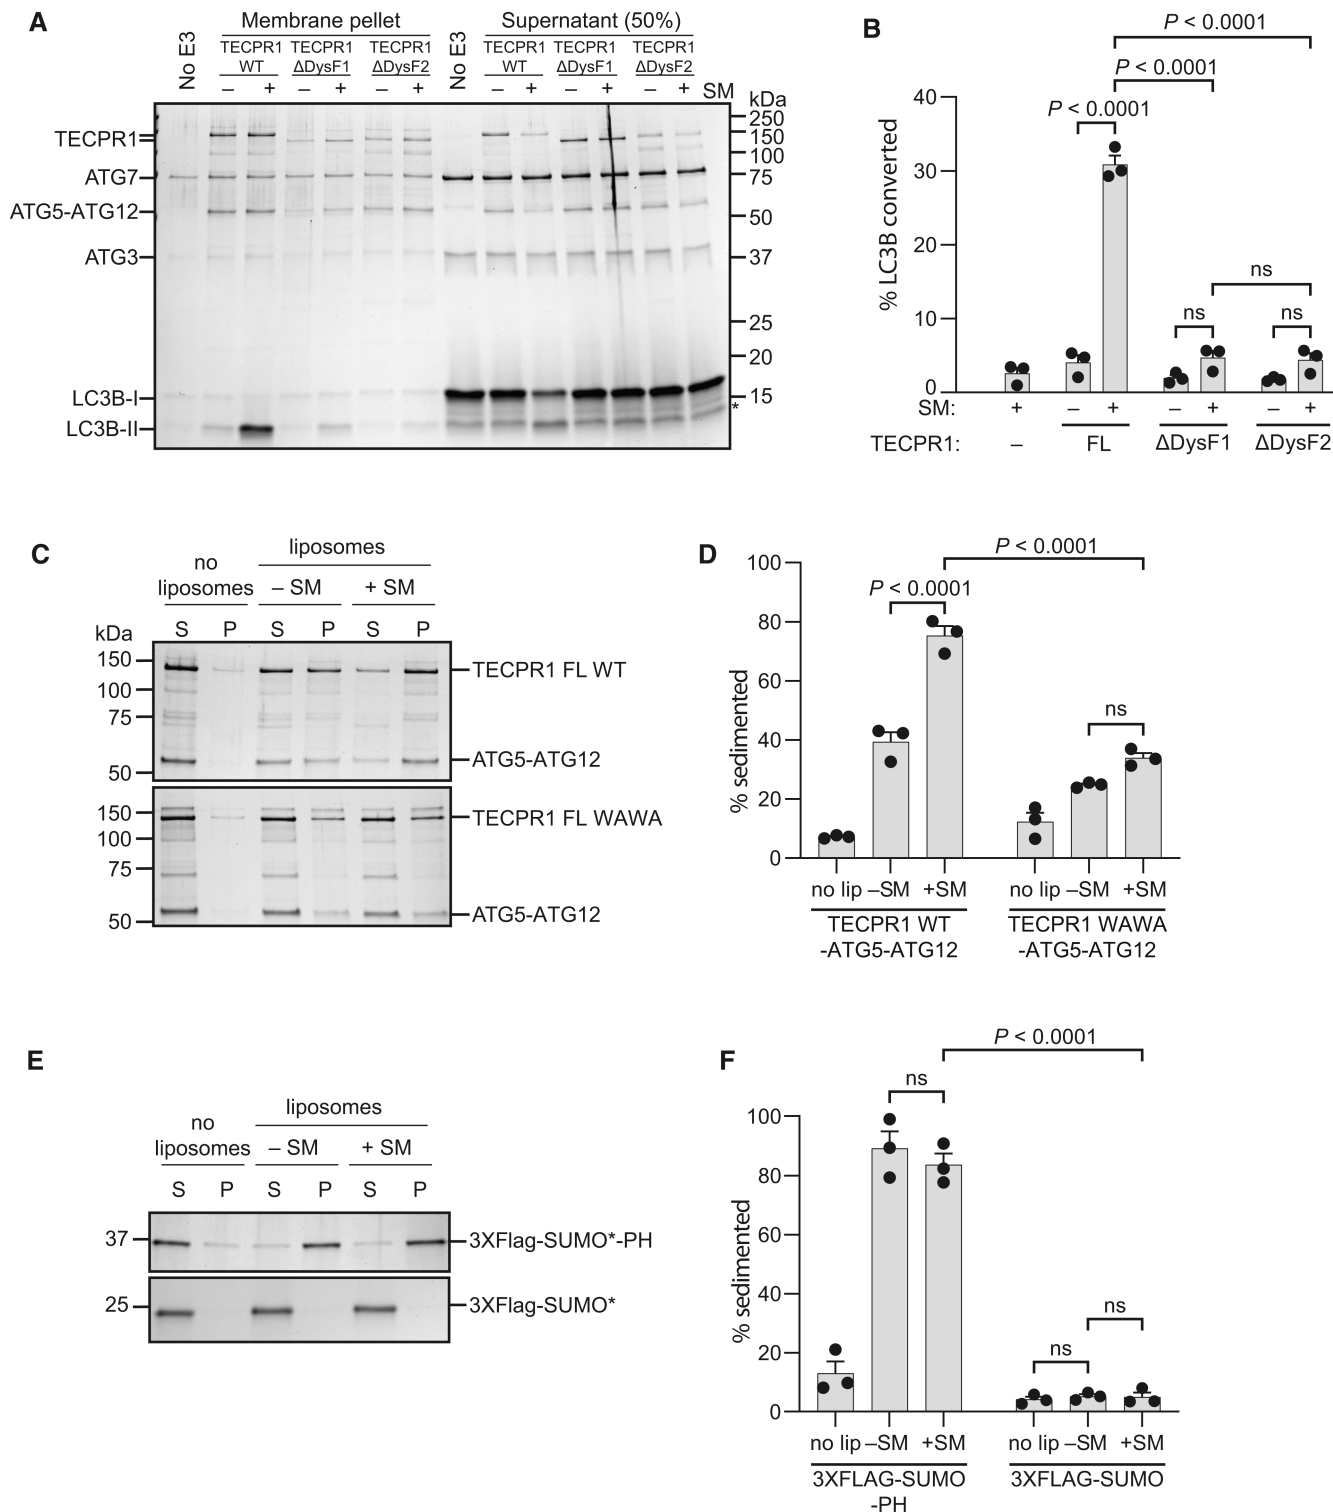 A
Membrane pellet
Supernatant (50%)
No E3
TECPR1 WT
TECPR1 ΔDysF1
TECPR1 ΔDysF2
No E3
TECPR1 WT
TECPR1 ΔDysF1
TECPR1 ΔDysF2
– + – + – + – + – + – + SM
kDa
TECPR1
ATG7
ATG5-ATG12
ATG3
LC3B-I
LC3B-II
250
150
100
75
50
37
25
20
15
*
B
P < 0.0001
P < 0.0001
P < 0.0001
ns
ns
ns
% LC3B converted
40
30
20
10
0
SM: + – + – + – +
TECPR1: – FL ΔDysF1 ΔDysF2
C
no liposomes
liposomes
– SM
+ SM
S P S P S P
kDa
150
100
75
50
TECPR1 FL WT
ATG5-ATG12
150
100
75
50
TECPR1 FL WAWA
ATG5-ATG12
D
P < 0.0001
P < 0.0001
ns
% sedimented
100
80
60
40
20
0
no lip –SM +SM no lip –SM +SM
TECPR1 WT
-ATG5-ATG12
TECPR1 WAWA
-ATG5-ATG12
E
no liposomes
liposomes
– SM
+ SM
S P S P S P
37
3XFlag-SUMO*-PH
25
3XFlag-SUMO*
F
P < 0.0001
ns
ns
ns
% sedimented
100
80
60
40
20
0
no lip –SM +SM no lip –SM +SM
3XFLAG-SUMO
-PH
3XFLAG-SUMO